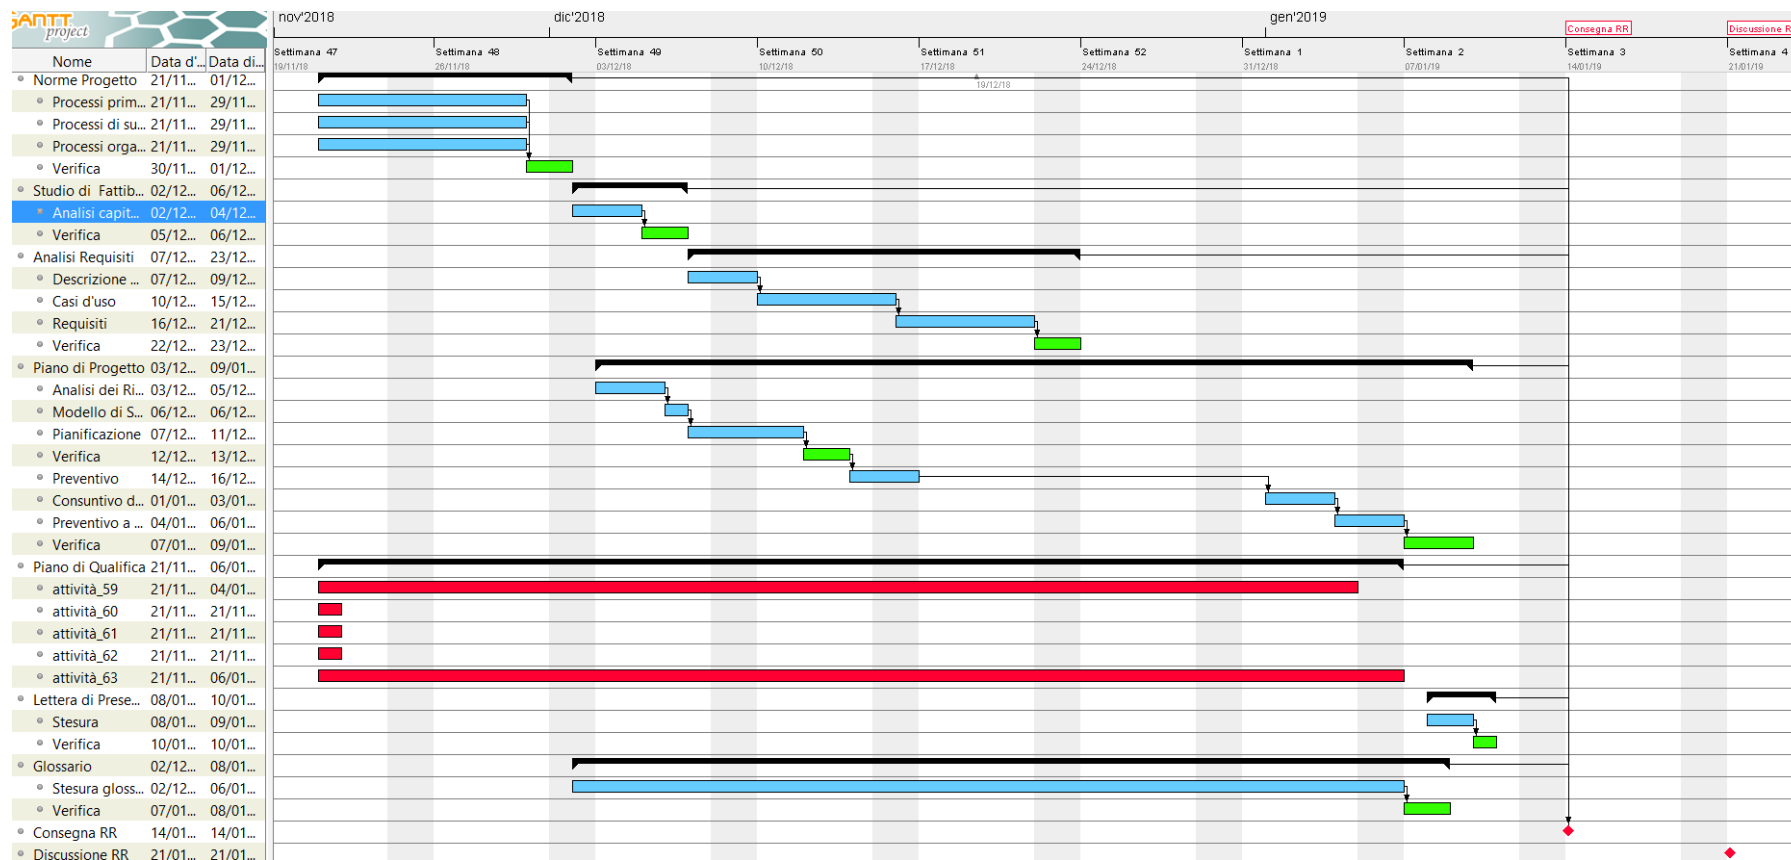 GANTT
project
nov'2018 dic'2018 gen'2019
Consegna RR Discussione R
Settimana 47 Settimana 48 Settimana 49 Settimana 50 Settimana 51 Settimana 52 Settimana 1 Settimana 2 Settimana 3 Settimana 4
Nome Data d'... Data di...
19/11/18 26/11/18 03/12/18 10/12/18 17/12/18 24/12/18 31/12/18 07/01/19 14/01/19 21/01/19
Norme Progetto 21/11... 01/12...
19/12/18
Processi prim... 21/11... 29/11...
Processi di su... 21/11... 29/11...
Processi orga... 21/11... 29/11...
Verifica 30/11... 01/12...
Studio di Fattib... 02/12... 06/12...
Analisi capit... 02/12... 04/12...
Verifica 05/12... 06/12...
Analisi Requisiti 07/12... 23/12...
Descrizione ... 07/12... 09/12...
Casi d'uso 10/12... 15/12...
Requisiti 16/12... 21/12...
Verifica 22/12... 23/12...
Piano di Progetto 03/12... 09/01...
Analisi dei Ri... 03/12... 05/12...
Modello di S... 06/12... 06/12...
Pianificazione 07/12... 11/12...
Verifica 12/12... 13/12...
Preventivo 14/12... 16/12...
Consuntivo d... 01/01... 03/01...
Preventivo a ... 04/01... 06/01...
Verifica 07/01... 09/01...
Piano di Qualifica 21/11... 06/01...
attività_59 21/11... 04/01...
attività_60 21/11... 21/11...
attività_61 21/11... 21/11...
attività_62 21/11... 21/11...
attività_63 21/11... 06/01...
Lettera di Prese... 08/01... 10/01...
Stesura 08/01... 09/01...
Verifica 10/01... 10/01...
Glossario 02/12... 08/01...
Stesura gloss... 02/12... 06/01...
Verifica 07/01... 08/01...
Consegna RR 14/01... 14/01...
Discussione RR 21/01... 21/01...